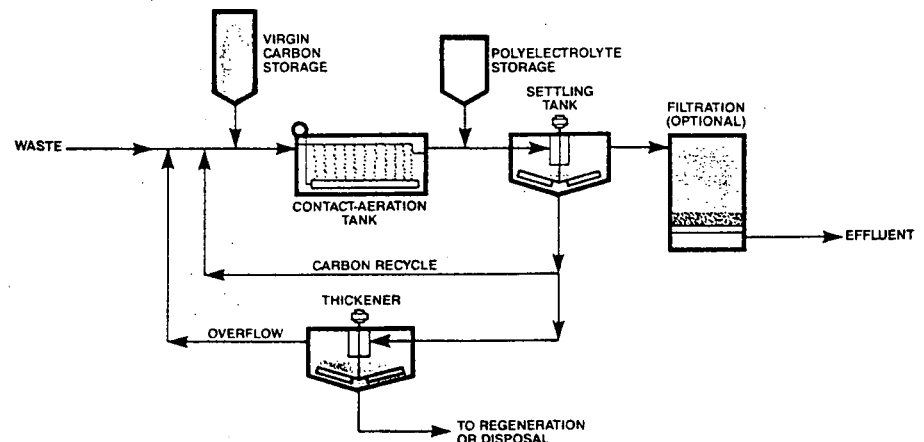 VIRGIN
CARBON
STORAGE
POLYELECTROLYTE
STORAGE
SETTLING
TANK
FILTRATION
(OPTIONAL)
WASTE
CONTACT-AERATION
TANK
EFFLUENT
CARBON RECYCLE
THICKENER
OVERFLOW
TO REGENERATION
OR DISPOSAL